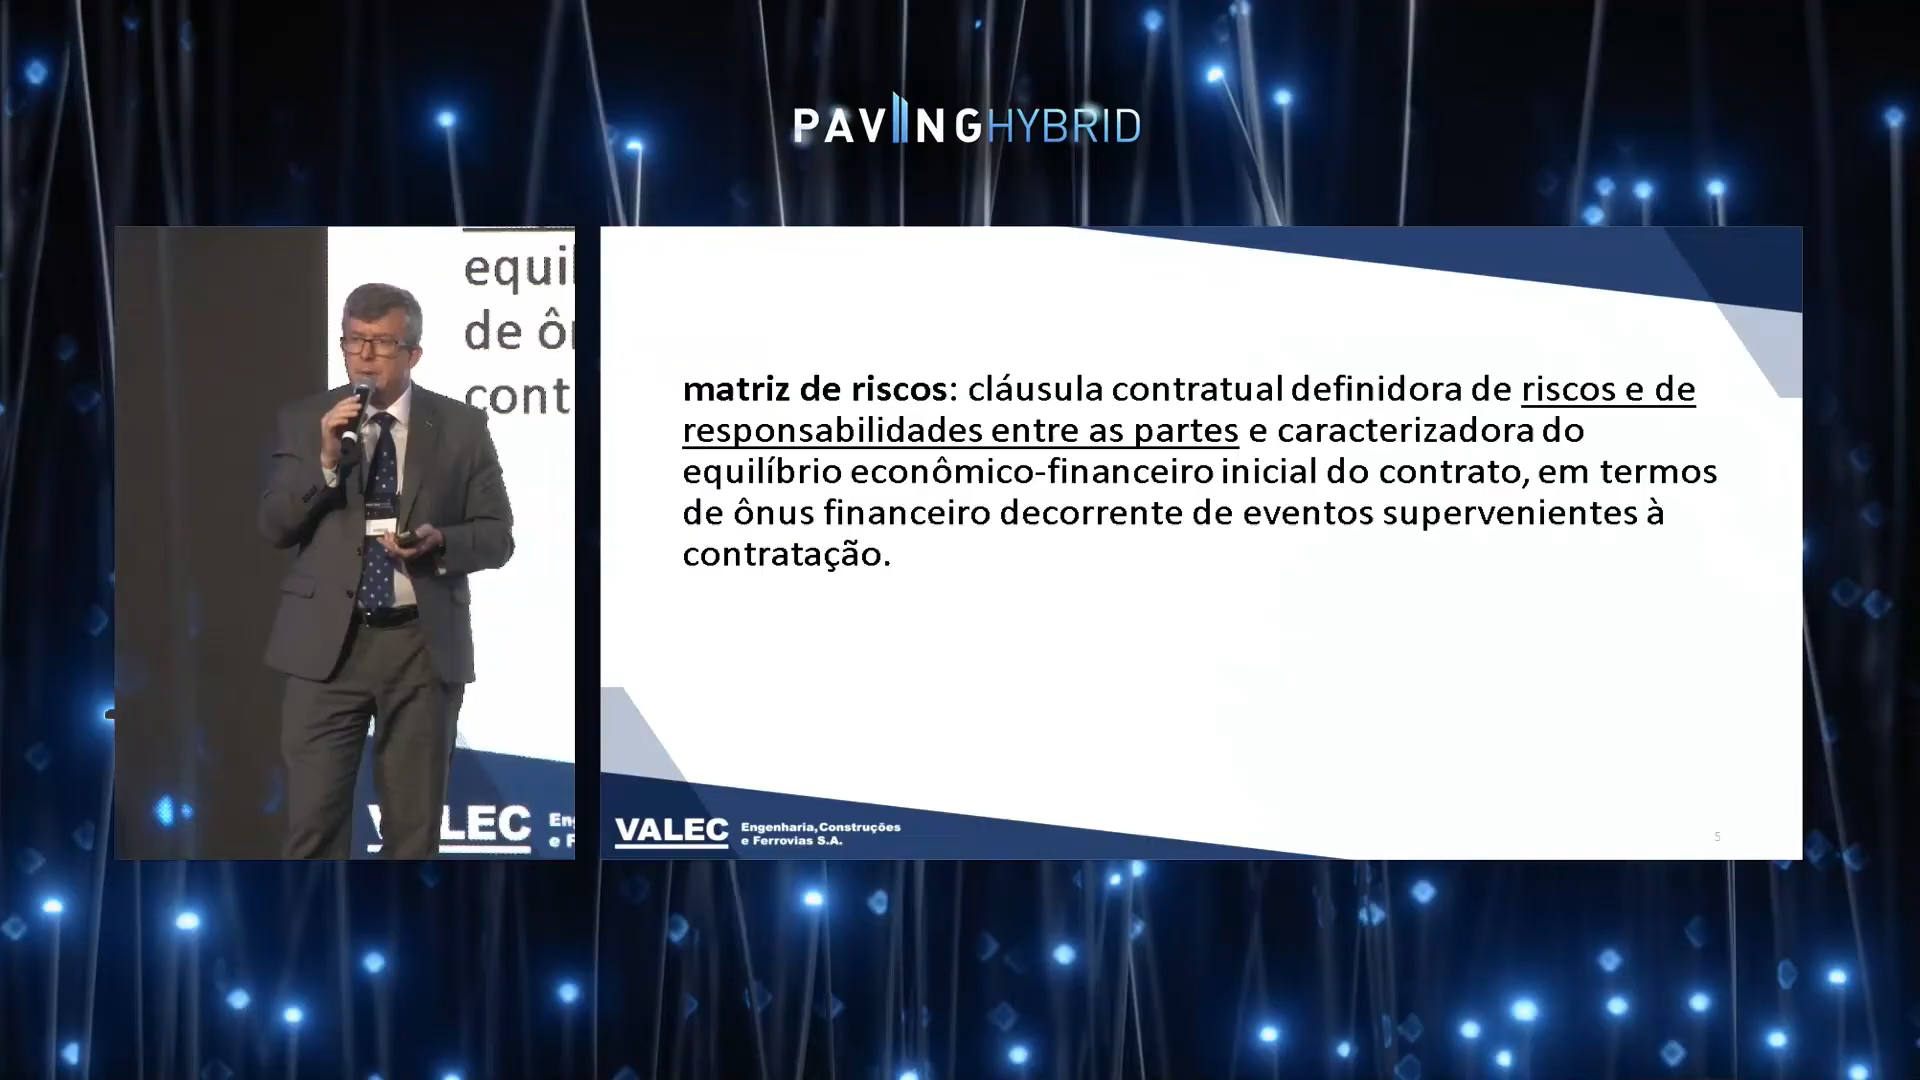 PAVINGHYBRID
equi
de ô
cont
VALEC
En
e F
matriz de riscos: cláusula contratual definidora de riscos e de
responsabilidades entre as partes e caracterizadora do
equilíbrio econômico-financeiro inicial do contrato, em termos
de ônus financeiro decorrente de eventos supervenientes à
contratação.
VALEC
Engenharia, Construções
e Ferrovias S.A.
5